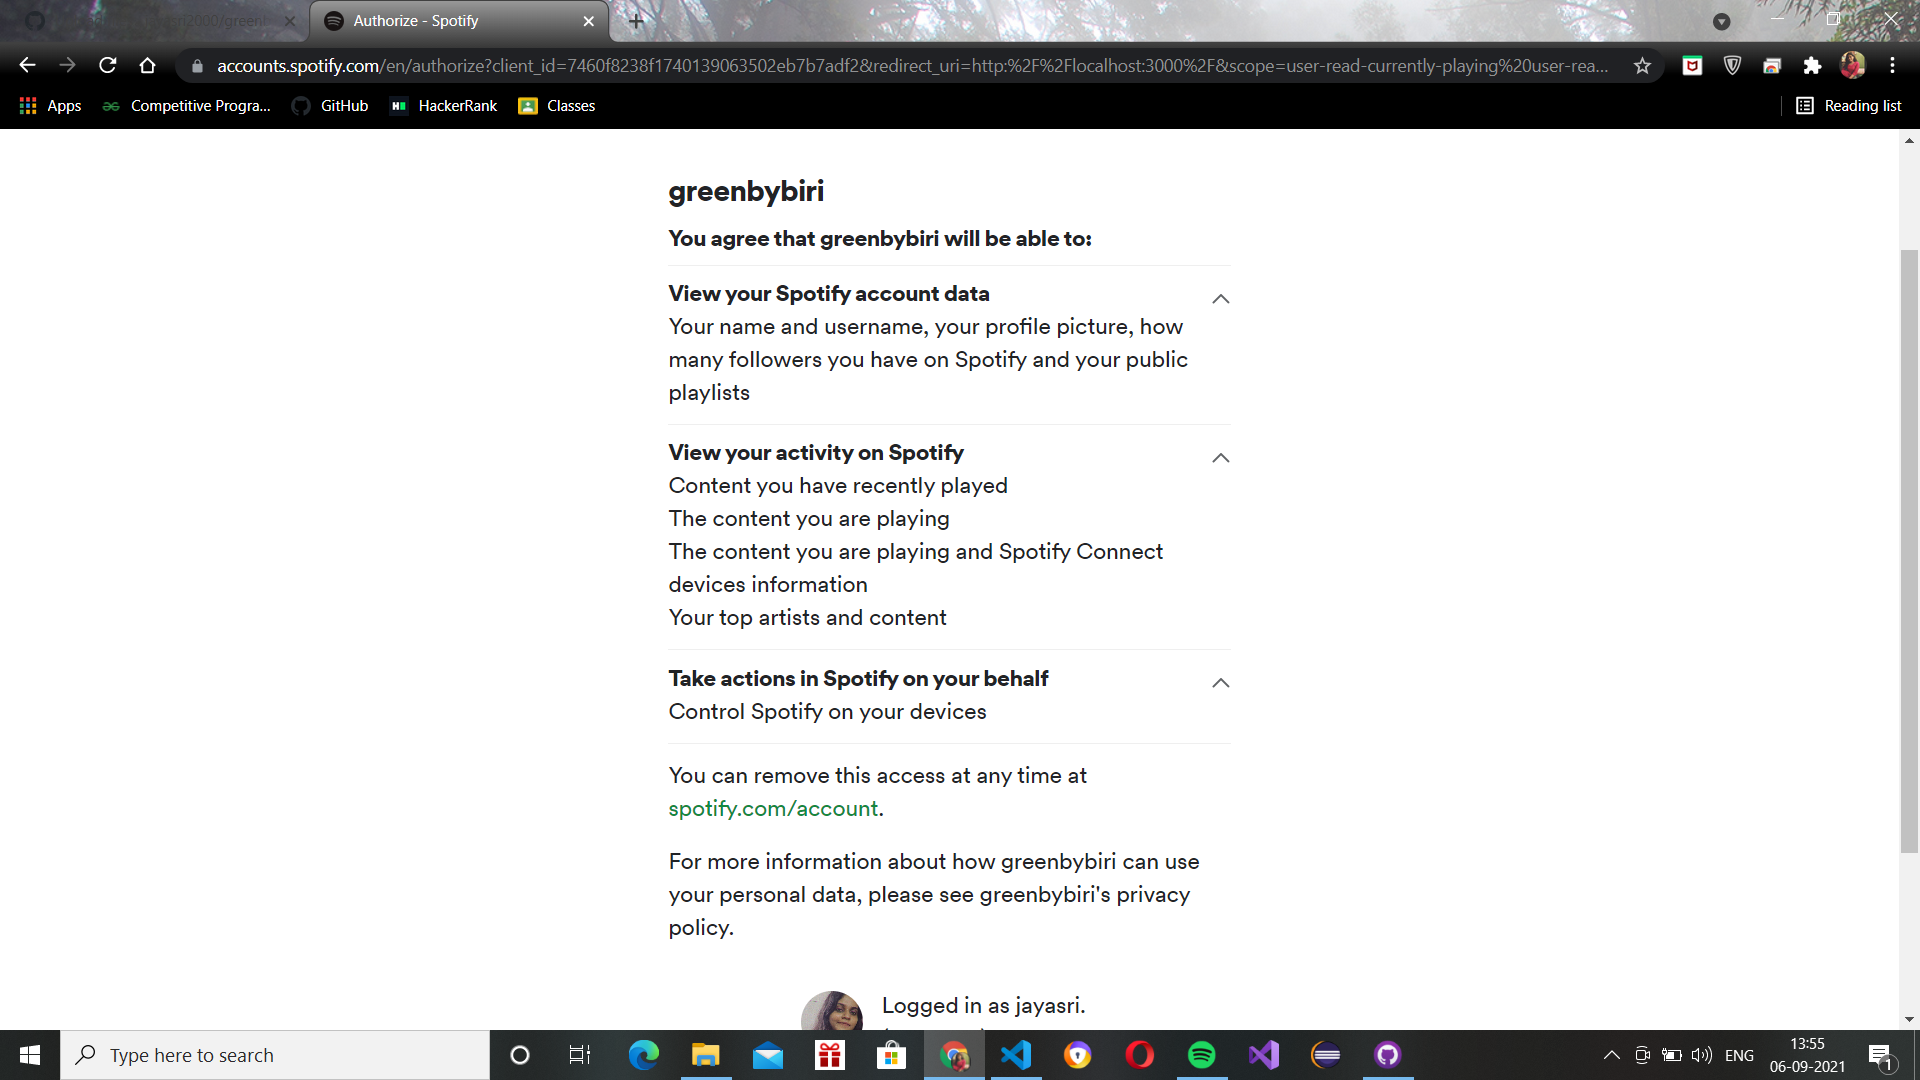 Authorize - Spotify
accounts.spotify.com/en/authorize?client_id=7460f8238f1740139063502eb7b7adf2&redirect_uri=http:%2F%2Flocalhost:3000%2F&scope=user-read-currently-playing%20user-rea...
Apps Competitive Progra... GitHub HackerRank Classes Reading list
greenbybiri
You agree that greenbybiri will be able to:
View your Spotify account data
Your name and username, your profile picture, how
many followers you have on Spotify and your public
playlists
View your activity on Spotify
Content you have recently played
The content you are playing
The content you are playing and Spotify Connect
devices information
Your top artists and content
Take actions in Spotify on your behalf
Control Spotify on your devices
You can remove this access at any time at
spotify.com/account.
For more information about how greenbybiri can use
your personal data, please see greenbybiri's privacy
policy.
Logged in as jayasri.
Type here to search
ENG
13:55
06-09-2021
1